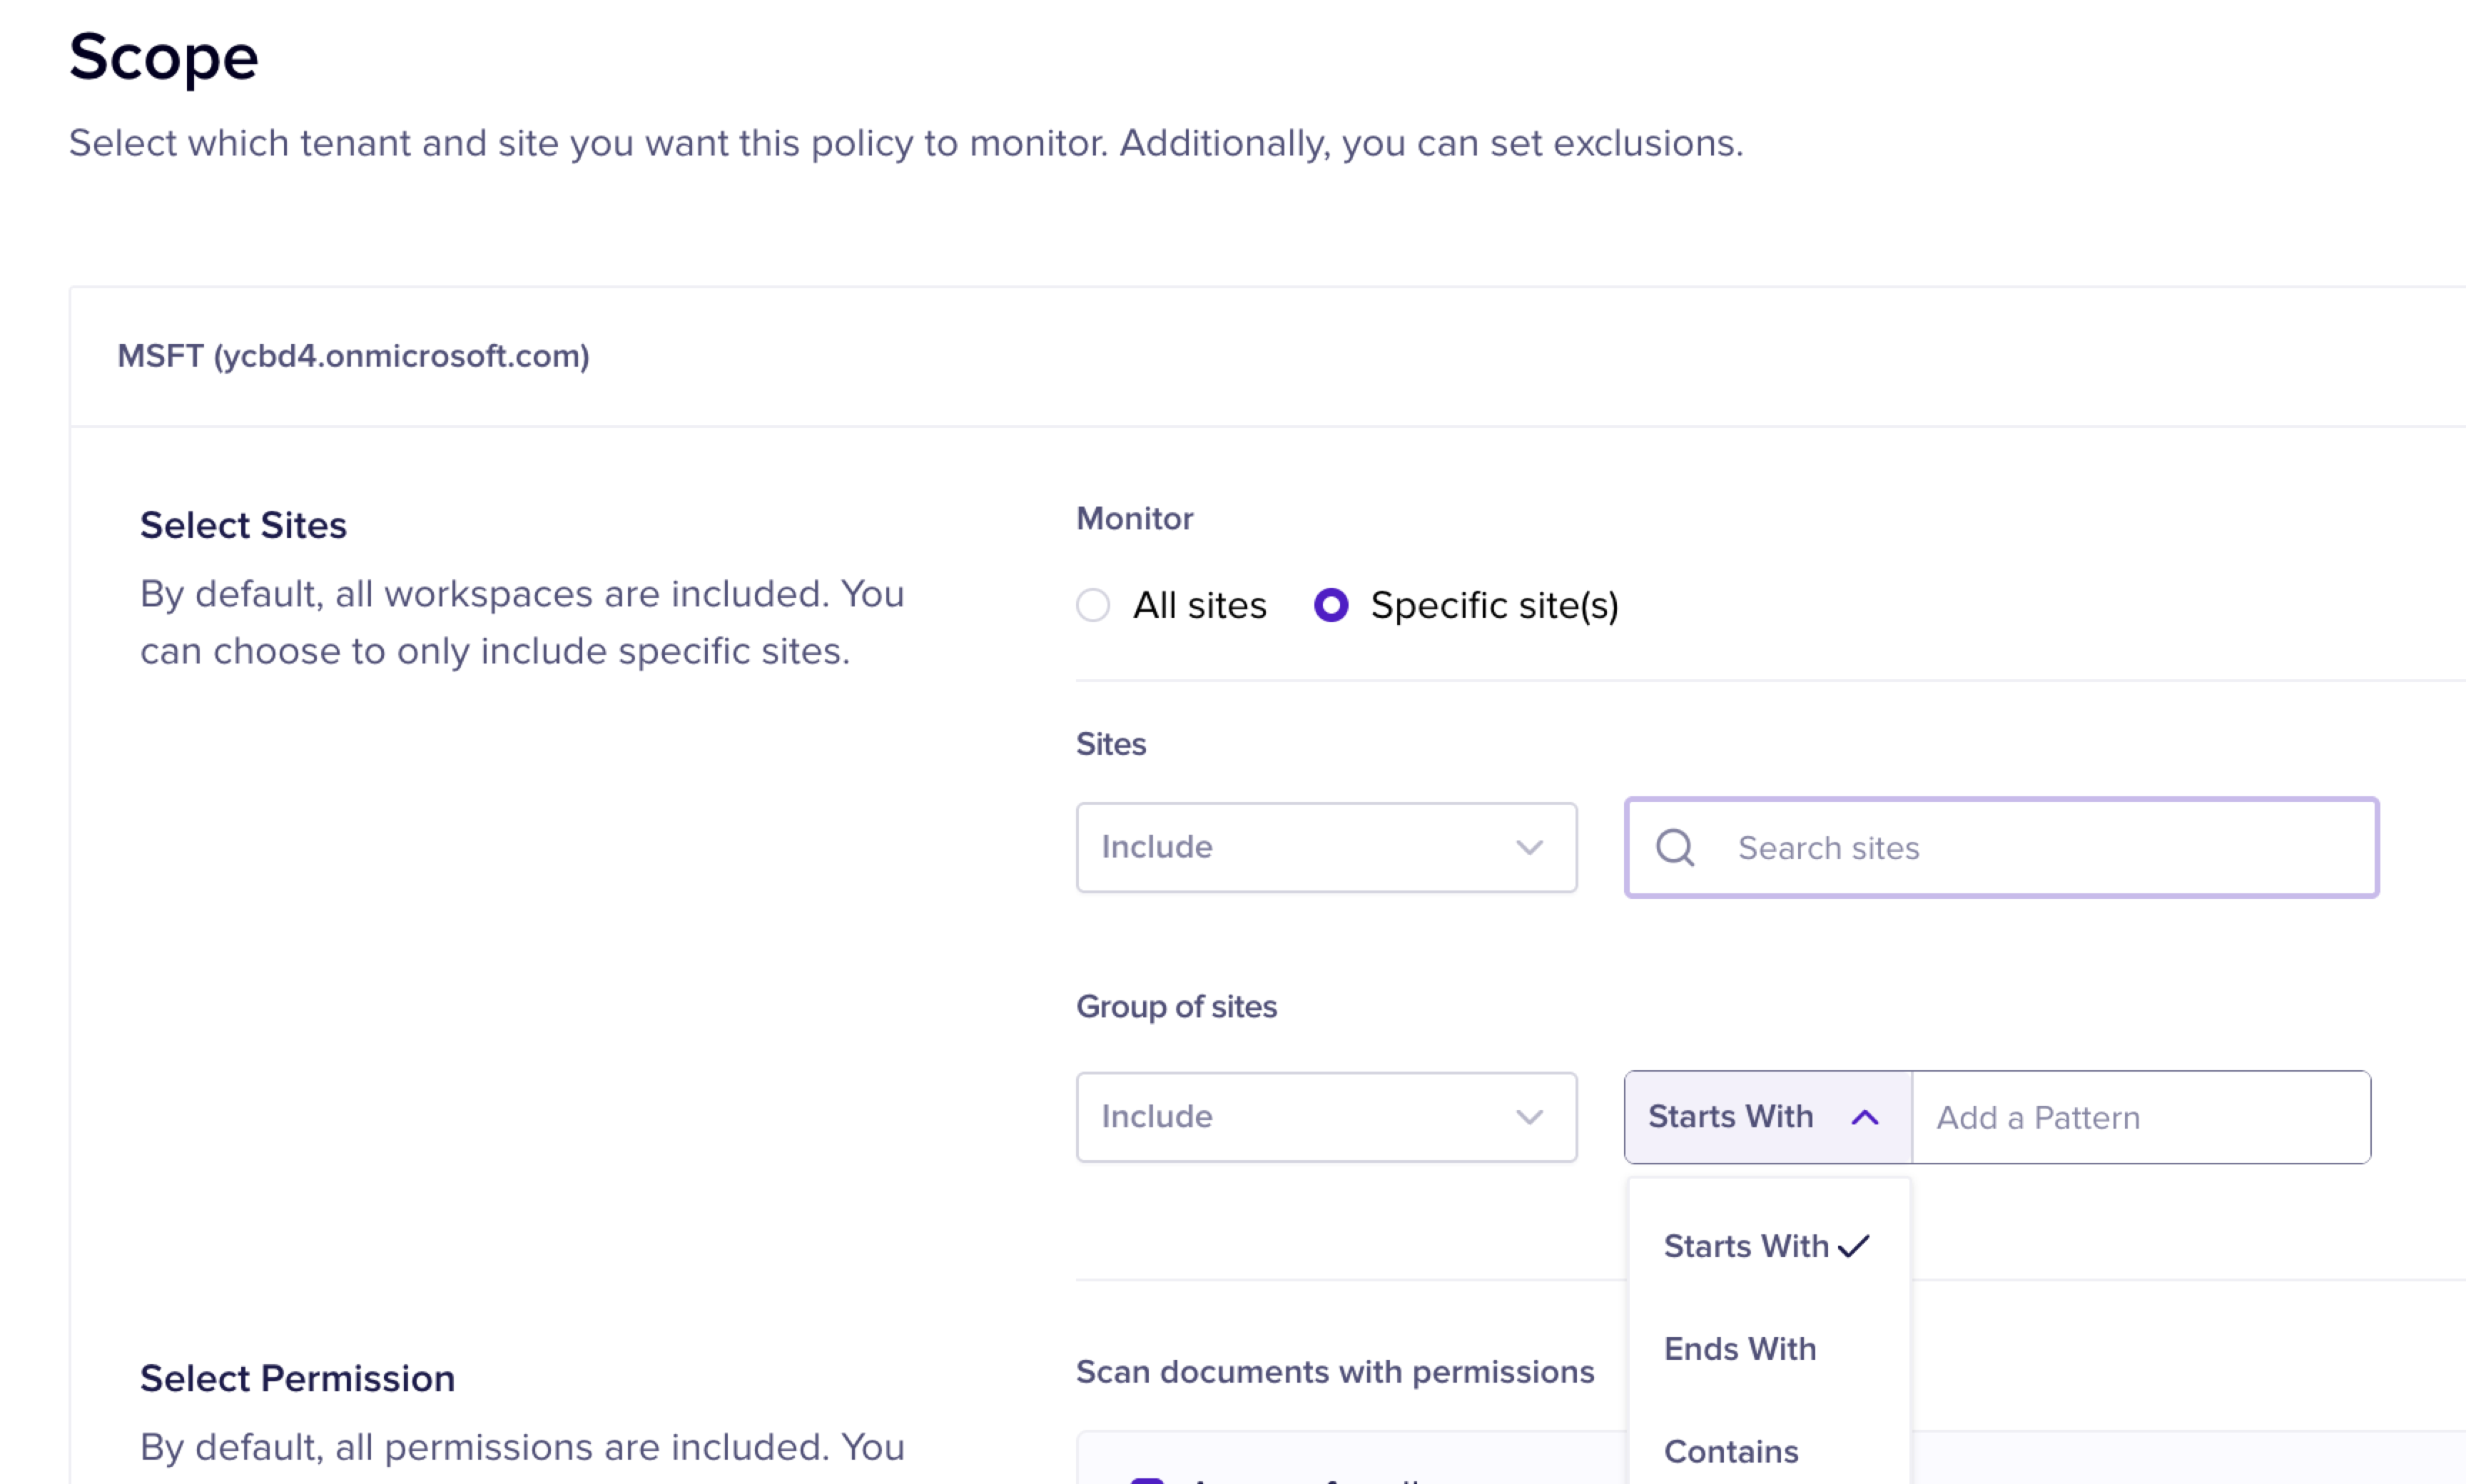 Scope
Select which tenant and site you want this policy to monitor. Additionally, you can set exclusions.
MSFT (ycbd4.onmicrosoft.com)
Select Sites
By default, all workspaces are included. You
can choose to only include specific sites.
Monitor
All sites
Specific site(s)
Sites
Include
Search sites
Group of sites
Include
Starts With
Add a Pattern
Starts With
Ends With
Contains
Select Permission
By default, all permissions are included. You
Scan documents with permissions